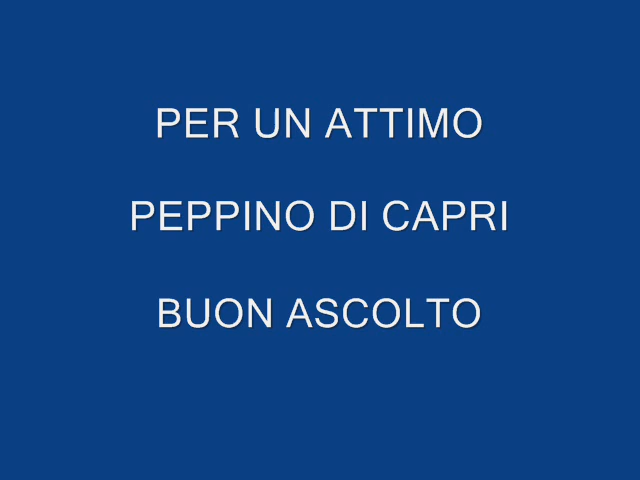 PER UN ATTIMO
PEPPINO DI CAPRI
BUON ASCOLTO